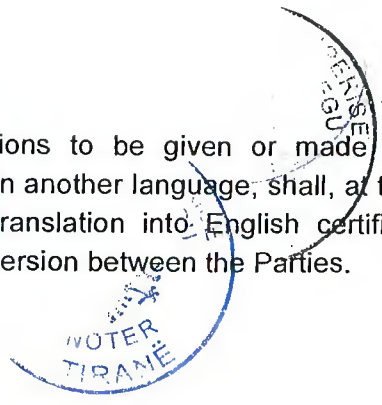 ions to be given or made
n another language, shall, at t
ranslation into English certifi
ersion between the Parties.
NOTER
TIRANË